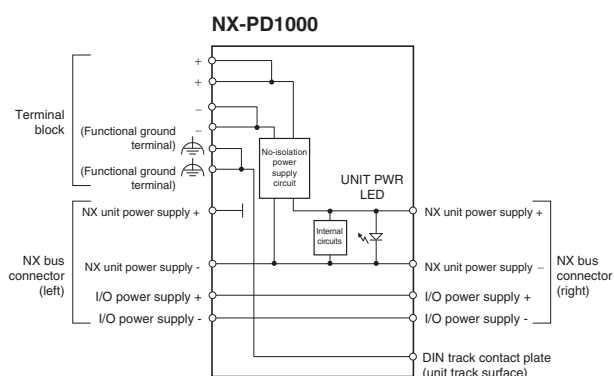 NX-PD1000
+
+
–
–
Terminal
block
(Functional ground
terminal)
(Functional ground
terminal)
No-isolation
power
supply
circuit
UNIT PWR
LED
NX unit power supply +
Internal
circuits
NX unit power supply +
NX bus
connector
(left)
NX unit power supply -
NX unit power supply –
NX bus
connector
(right)
I/O power supply +
I/O power supply +
I/O power supply -
I/O power supply -
DIN track contact plate
(unit track surface)